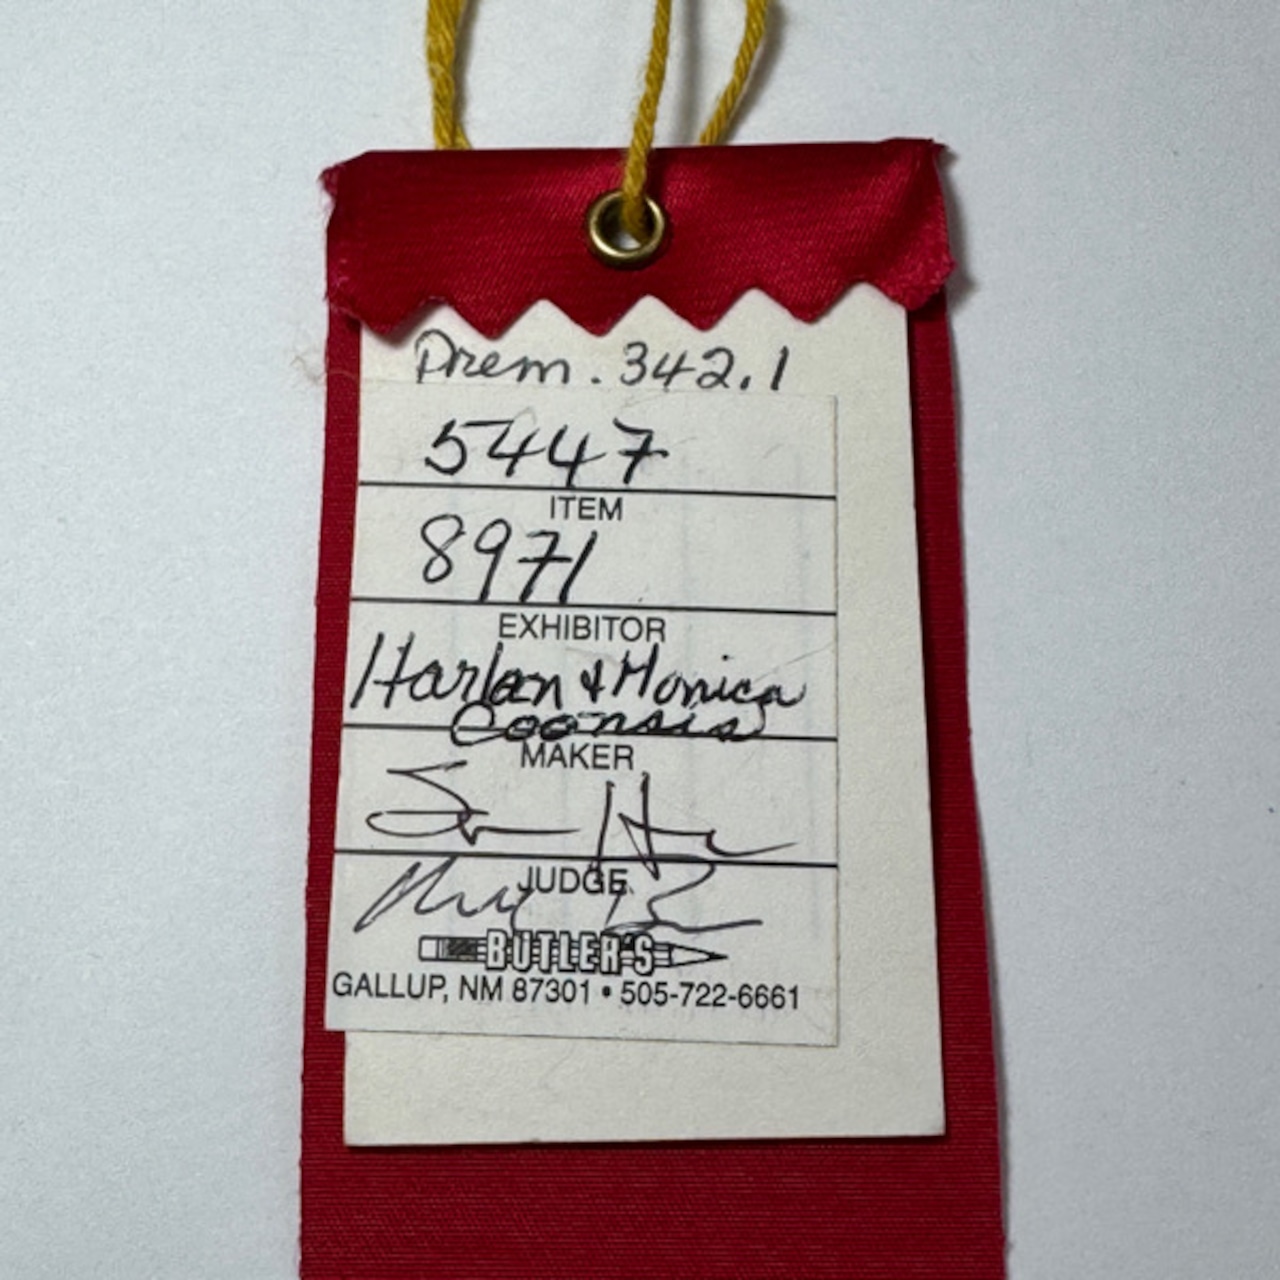 Prem. 342.1
5447
ITEM
8971
EXHIBITOR
Harlan & Monica
Coonsis
MAKER
JUDGE
BUTLER'S
GALLUP, NM 87301 • 505-722-6661